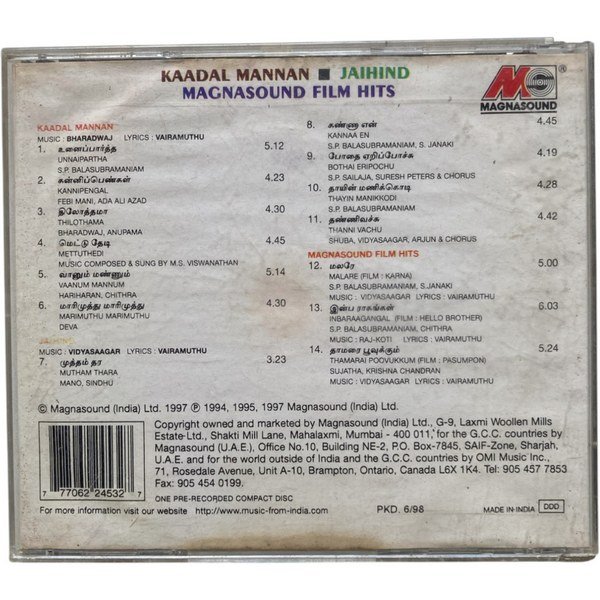 KAADAL MANNAN ■ JAIHIND
MAGNASOUND FILM HITS
MC ®
MAGNASOUND
KAADAL MANNAN
MUSIC : BHARADWAJ LYRICS : VAIRAMUTHU
1. உனைப்பார்த்த 5.12
UNNAIPARTHA
S.P. BALASUBRAMANIAM
2. கன்னிப்பெண்கள் 4.23
KANNIPENGAL
FEBI MANI, ADA ALI AZAD
3. திலோத்தமா 4.30
THILOTHAMA
BHARADWAJ, ANUPAMA
4. மெட்டு தேடி 4.45
METTUTHEDI
MUSIC COMPOSED & SUNG BY M.S. VISWANATHAN
5. வானும் மண்ணும் 5.14
VAANUM MANNUM
HARIHARAN, CHITHRA
6. மாரிமுத்து மாரிமுத்து 4.30
MARIMUTHU MARIMUTHU
DEVA
JAIHIND
MUSIC : VIDYASAAGAR LYRICS : VAIRAMUTHU
7. முத்தம் தர 3.23
MUTHAM THARA
MANO, SINDHU
8. கண்ணா என் 4.45
KANNAA EN
S.P. BALASUBRAMANIAM, S. JANAKI
9. போதை ஏறிப்போச்சு 4.19
BOTHAI ERIPOCHU
S.P. BALASUBRAMANIAM, SURESH PETERS & CHORUS
10. தாயின் மணிக்கொடி 4.28
THAYIN MANIKKODI
S.P. BALASUBRAMANIAM
11. தண்ணிவச்சு 4.42
THANNI VACHU
SHUBA, VIDYASAAGAR, ARJUN & CHORUS
MAGNASOUND FILM HITS
12. மலரே 5.00
MALARE (FILM : KARNA)
S.P. BALASUBRAMANIAM, S.JANAKI
MUSIC : VIDYASAAGAR LYRICS : VAIRAMUTHU
13. இன்ப ராகங்கள் 6.03
INBARAAGANGAL (FILM : HELLO BROTHER)
S.P. BALASUBRAMANIAM, CHITHRA
MUSIC : RAJ-KOTI LYRICS : VAIRAMUTHU
14. தாமரை பூவுக்கும் 5.24
THAMARAI POOVUKKUM (FILM : PASUMPON)
SUJATHA, KRISHNA CHANDRAN
MUSIC : VIDYASAAGAR LYRICS : VAIRAMUTHU
© Magnasound (India) Ltd. 1997 ℗ 1994, 1995, 1997 Magnasound (India) Ltd.
Copyright owned and marketed by Magnasound (India) Ltd., G-9, Laxmi Woollen Mills
Estate-Ltd., Shakti Mill Lane, Mahalaxmi, Mumbai - 400 011, for the G.C.C. countries by
Magnasound (U.A.E.), Office No.10, Building NE-2, P.O. Box-7845, SAIF-Zone, Sharjah,
U.A.E. and for the world outside of India and the G.C.C. countries by OMI Music Inc.,
71, Rosedale Avenue, Unit A-10, Brampton, Ontario, Canada L6X 1K4. Tel: 905 457 7853
Fax: 905 454 0199.
7 77062 24532 7
ONE PRE-RECORDED COMPACT DISC
For more information visit our website http://www.music-from-india.com PKD. 6/98 MADE-IN-INDIA DDD